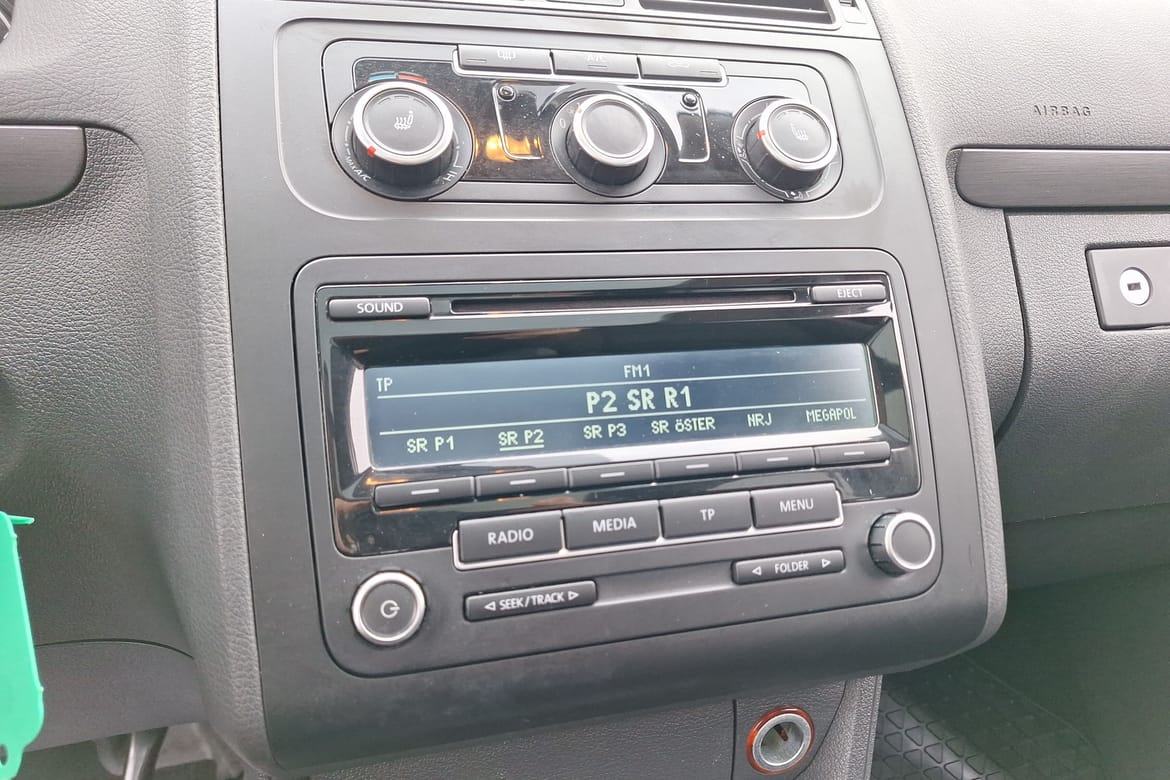 A/C
AIRBAG
SOUND
EJECT
TP
FM1
P2 SR R1
SR P1 SR P2 SR P3 SR ÖSTER NRJ MEGAPOL
RADIO MEDIA TP MENU
SEEK/TRACK
FOLDER